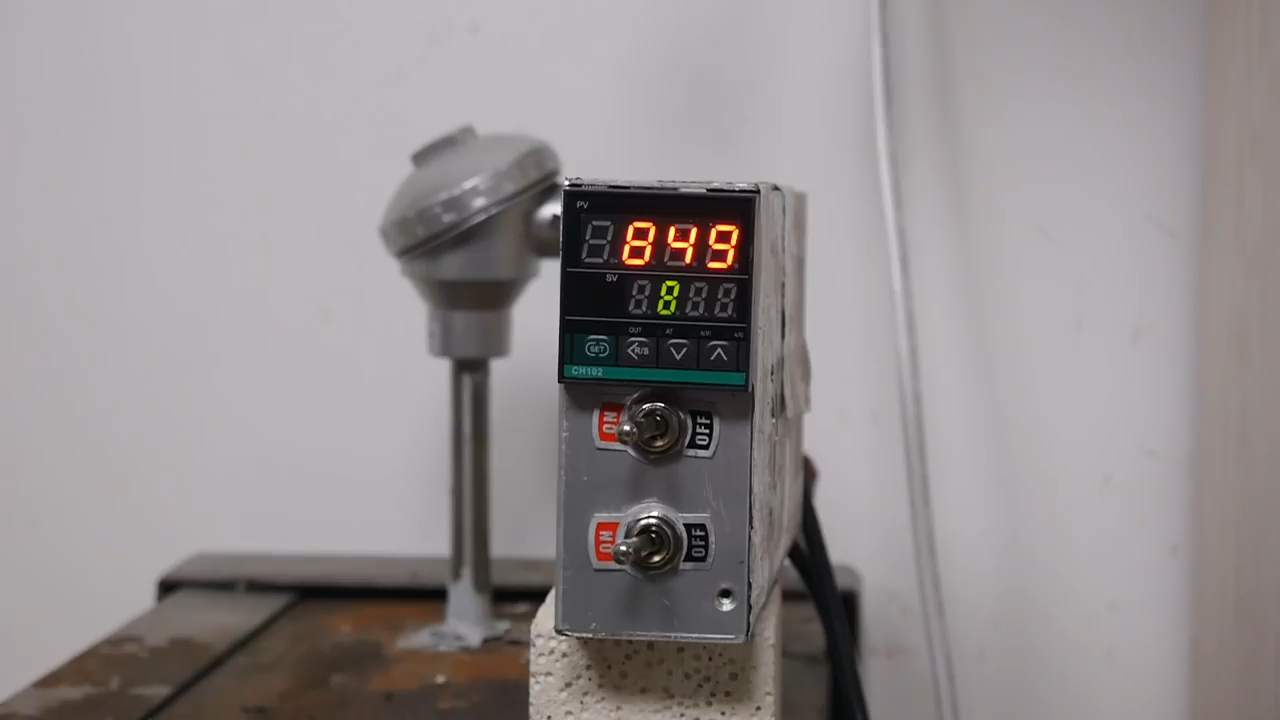 PV
849
SV
8
OUT AT
SET <R/S
CH102
ON OFF
ON OFF